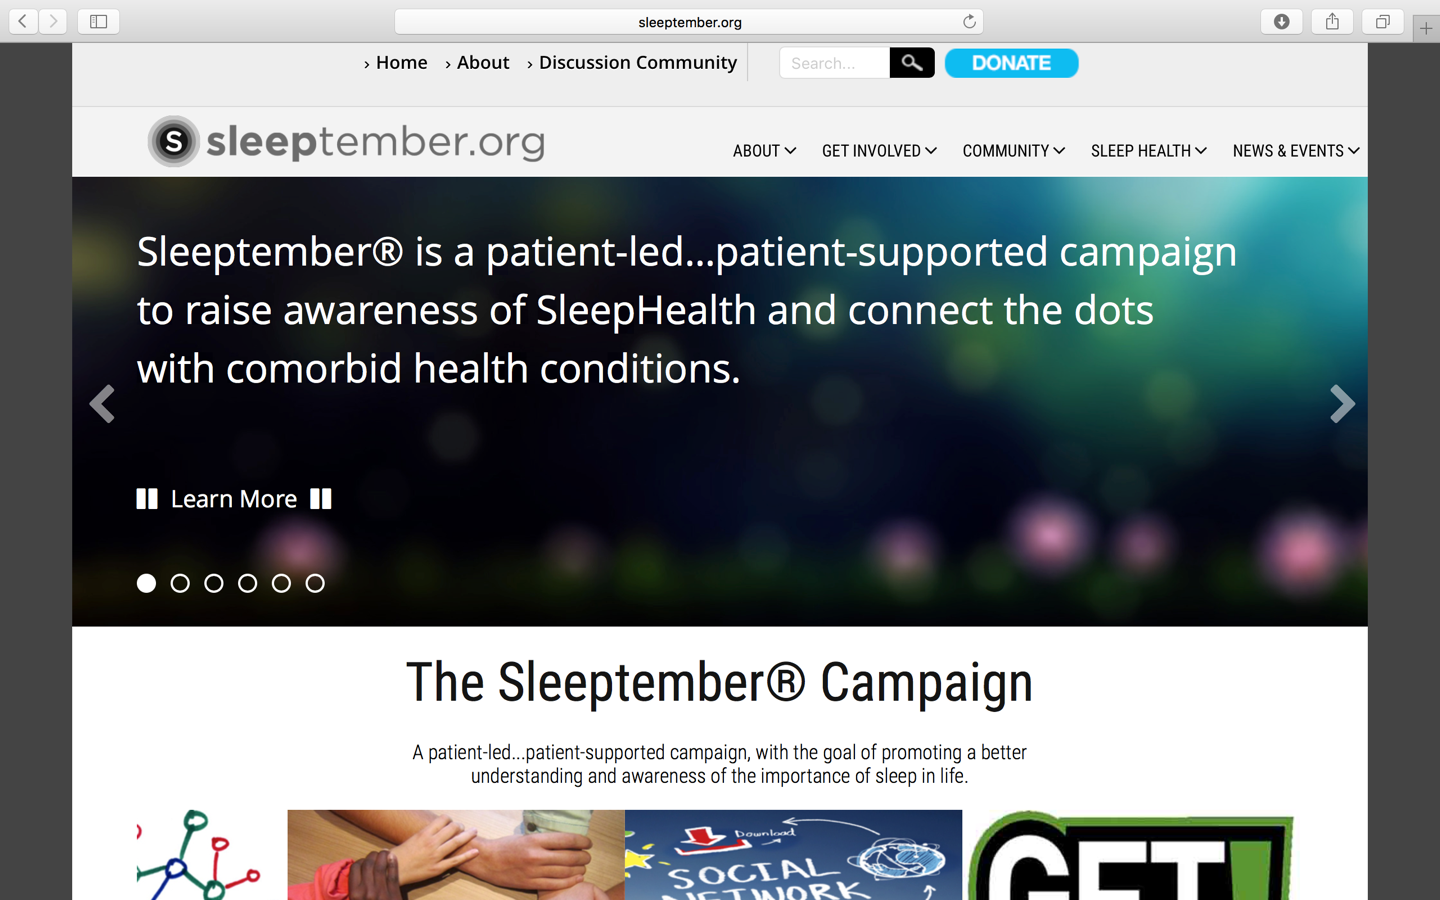 sleeptember.org
› Home › About › Discussion Community
Search...
DONATE
S sleeptember.org
ABOUT GET INVOLVED COMMUNITY SLEEP HEALTH NEWS & EVENTS
Sleeptember® is a patient-led...patient-supported campaign
to raise awareness of SleepHealth and connect the dots
with comorbid health conditions.
Learn More
The Sleeptember® Campaign
A patient-led...patient-supported campaign, with the goal of promoting a better
understanding and awareness of the importance of sleep in life.
Download
SOCIAL
NETWORK
GET